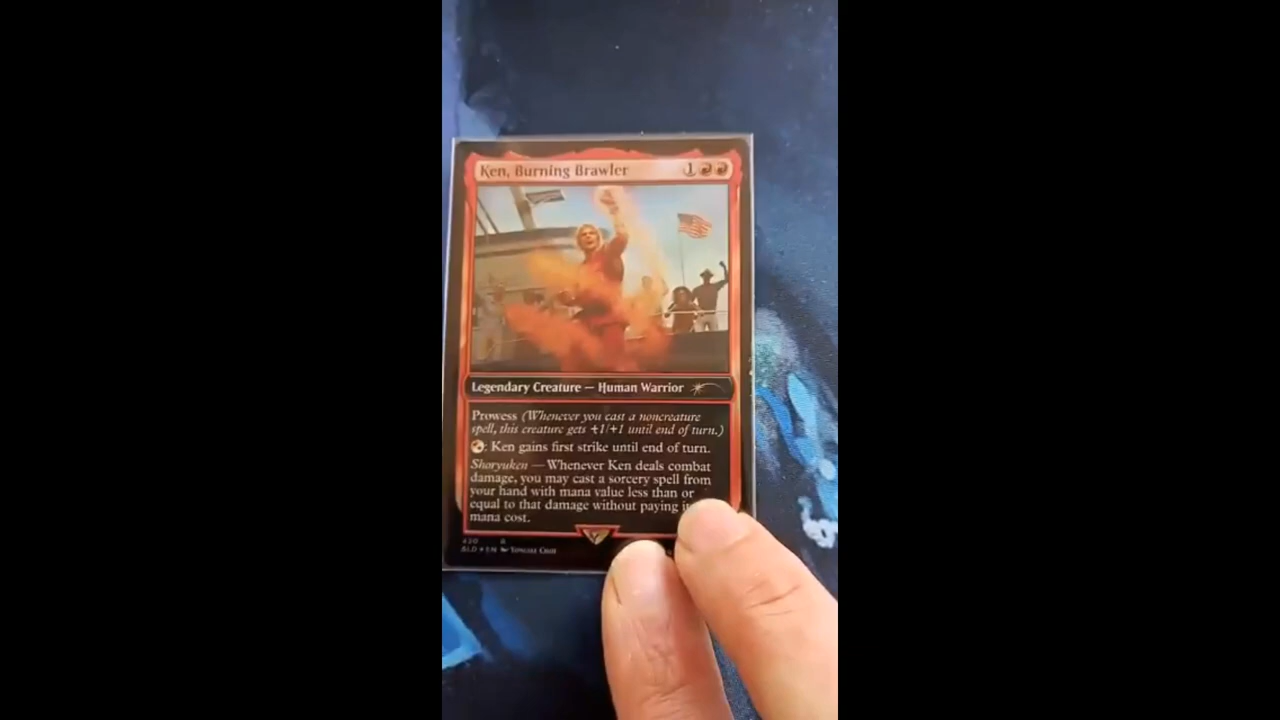 Ken, Burning Brawler 1
Legendary Creature — Human Warrior
Prowess (Whenever you cast a noncreature
spell, this creature gets +1/+1 until end of turn.)
: Ken gains first strike until end of turn.
Shoryuken — Whenever Ken deals combat
damage, you may cast a sorcery spell from
your hand with mana value less than or
equal to that damage without paying
mana cost.
420 R
SLD EN